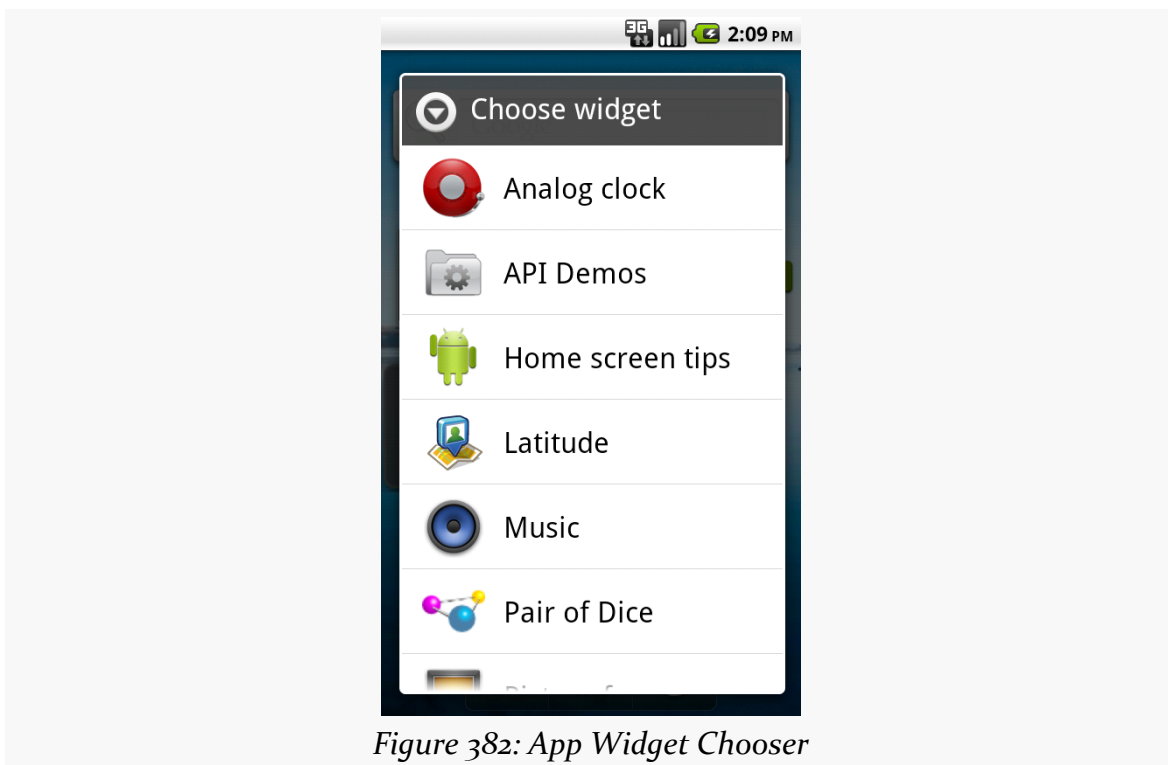 3G
2:09 PM
Choose widget
Analog clock
API Demos
Home screen tips
Latitude
Music
Pair of Dice
Figure 382: App Widget Chooser